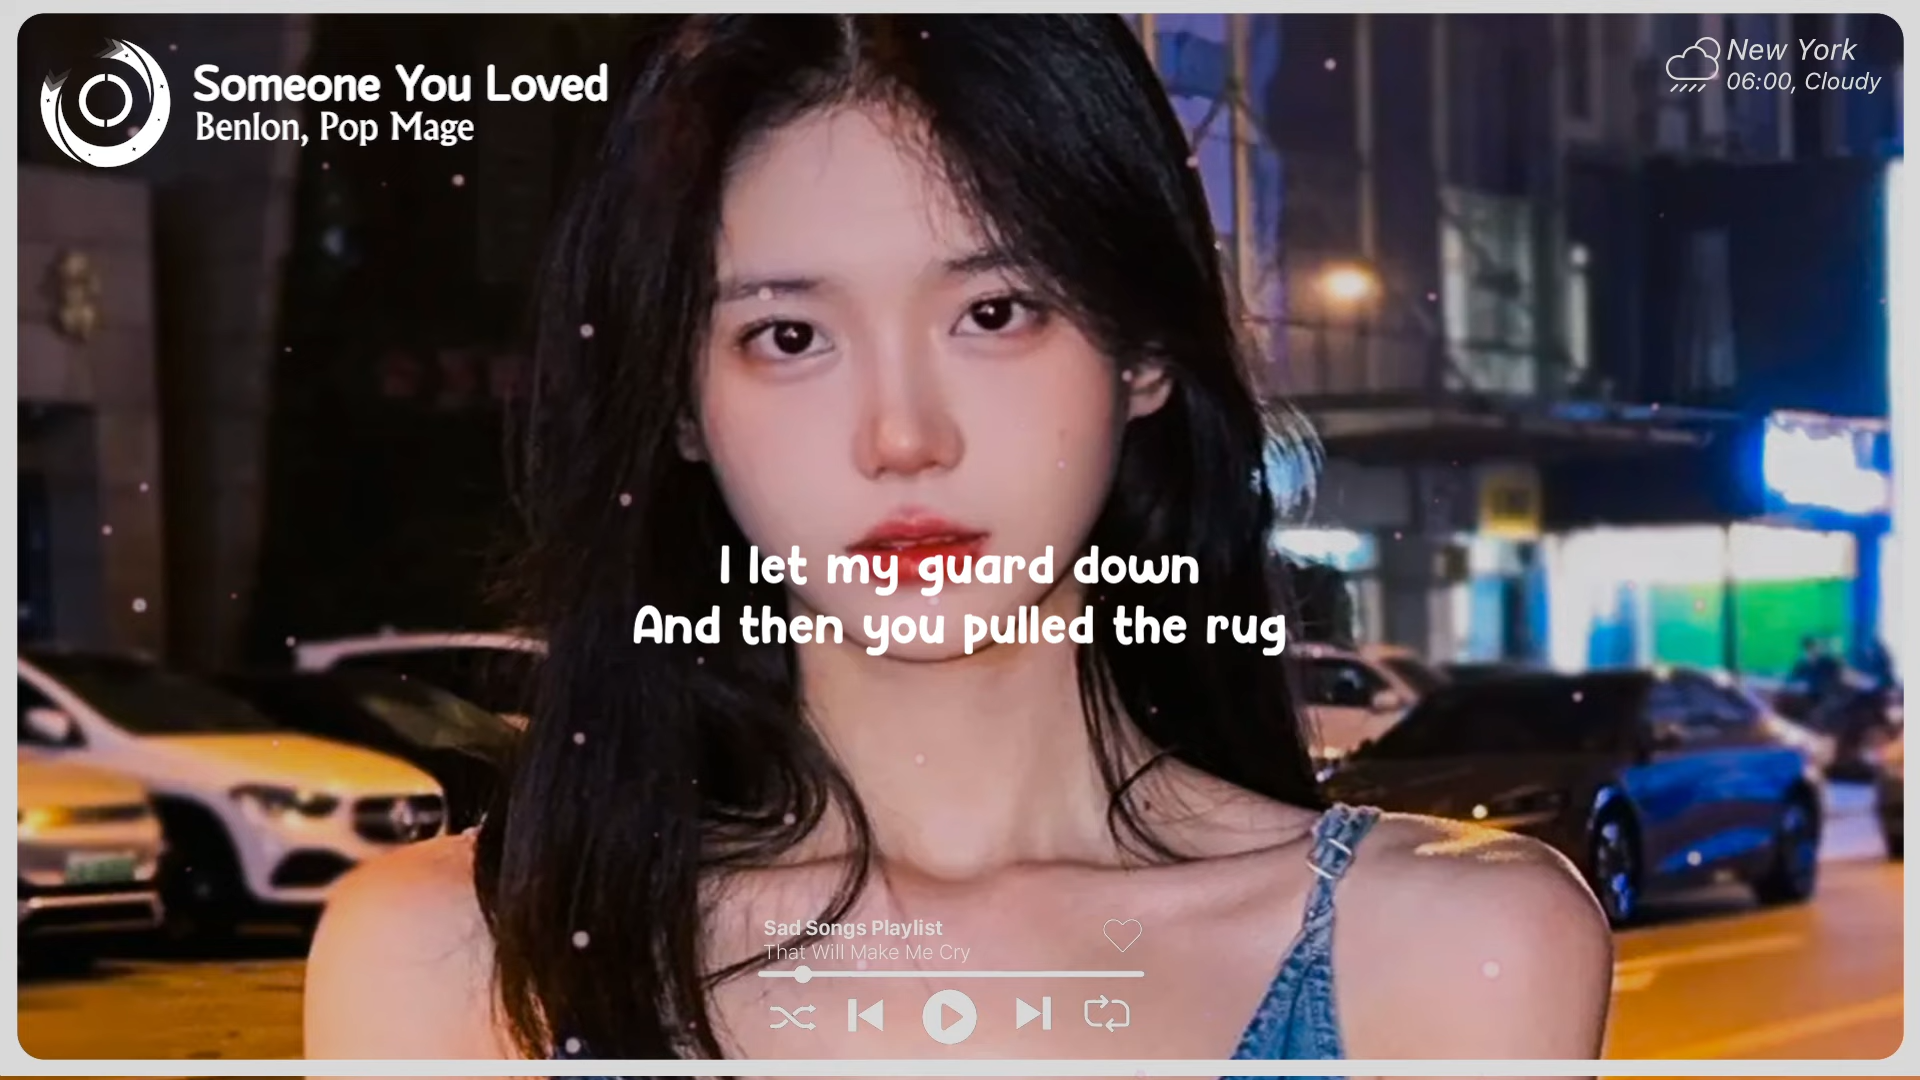 Someone You Loved
Benlon, Pop Mage
New York
06:00, Cloudy
I let my guard down
And then you pulled the rug
Sad Songs Playlist
That Will Make Me Cry